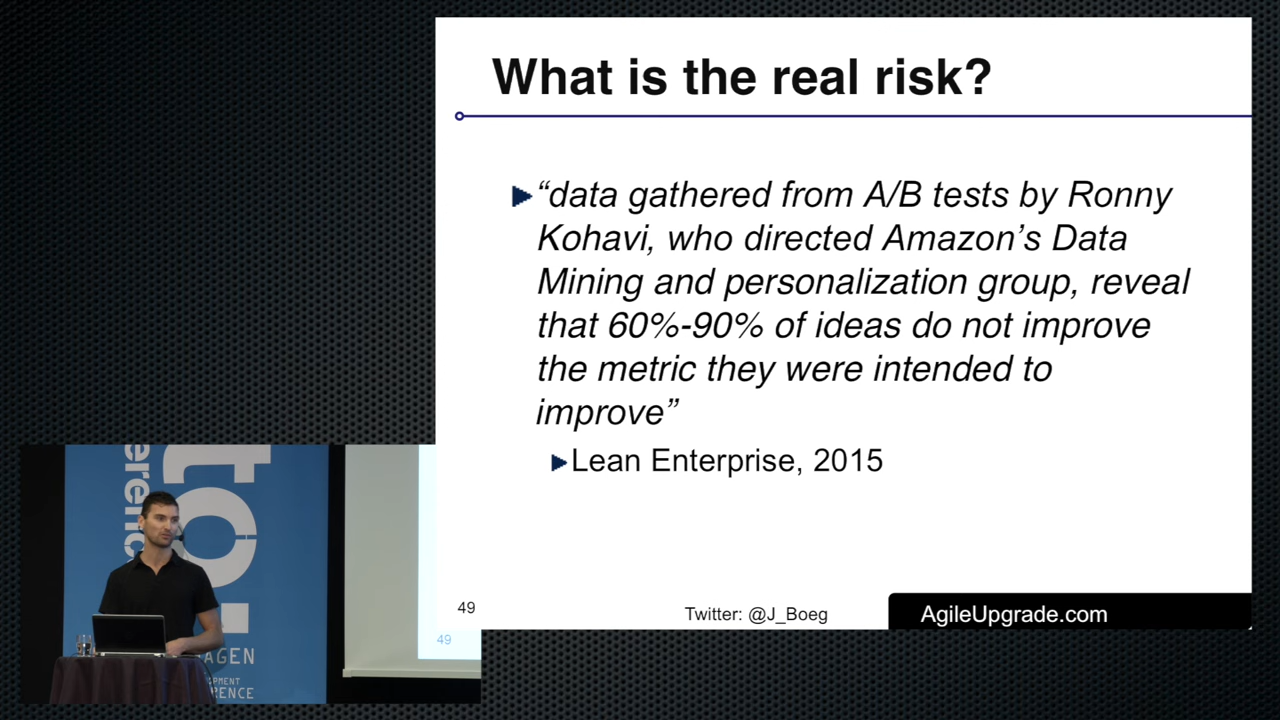 What is the real risk?
“data gathered from A/B tests by Ronny
Kohavi, who directed Amazon’s Data
Mining and personalization group, reveal
that 60%-90% of ideas do not improve
the metric they were intended to
improve”
Lean Enterprise, 2015
49
Twitter: @J_Boeg
AgileUpgrade.com
49
to: